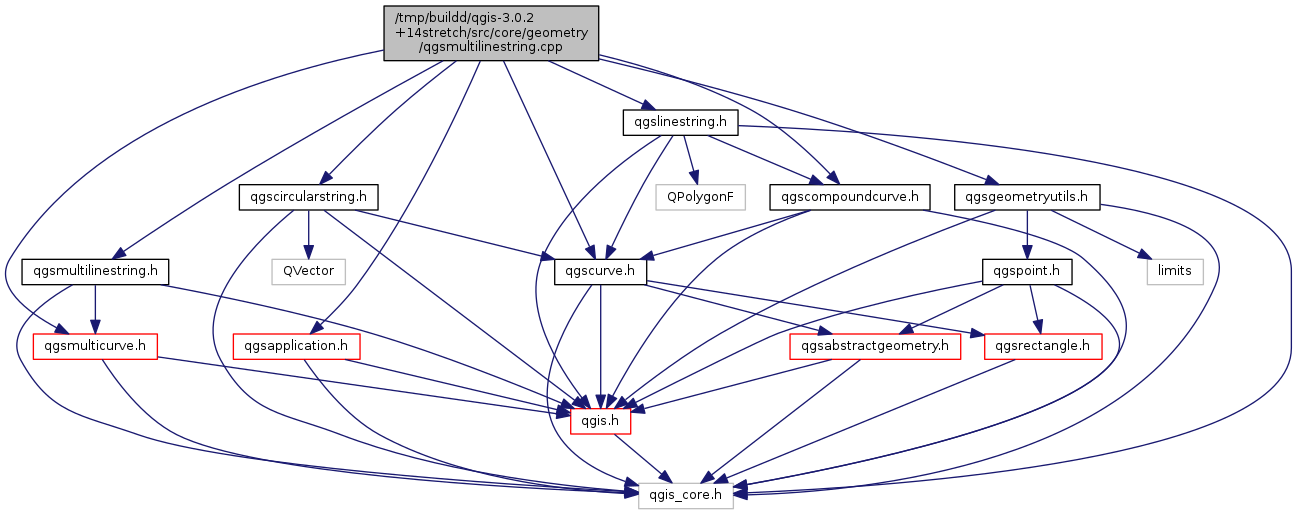 /tmp/buildd/qgis-3.0.2
+14stretch/src/core/geometry
/qgsmultilinestring.cpp
qgslinestring.h
qgscircularstring.h
QPolygonF
qgscompoundcurve.h
qgsgeometryutils.h
qgsmultilinestring.h
QVector
qgscurve.h
qgspoint.h
limits
qgsmulticurve.h
qgsapplication.h
qgsabstractgeometry.h
qgsrectangle.h
qgis.h
qgis_core.h